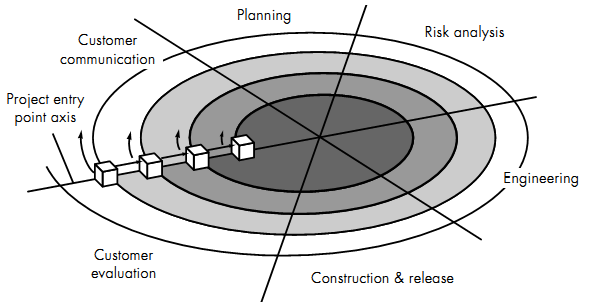 Planning
Risk analysis
Customer
communication
Project entry
point axis
Engineering
Customer
evaluation
Construction & release